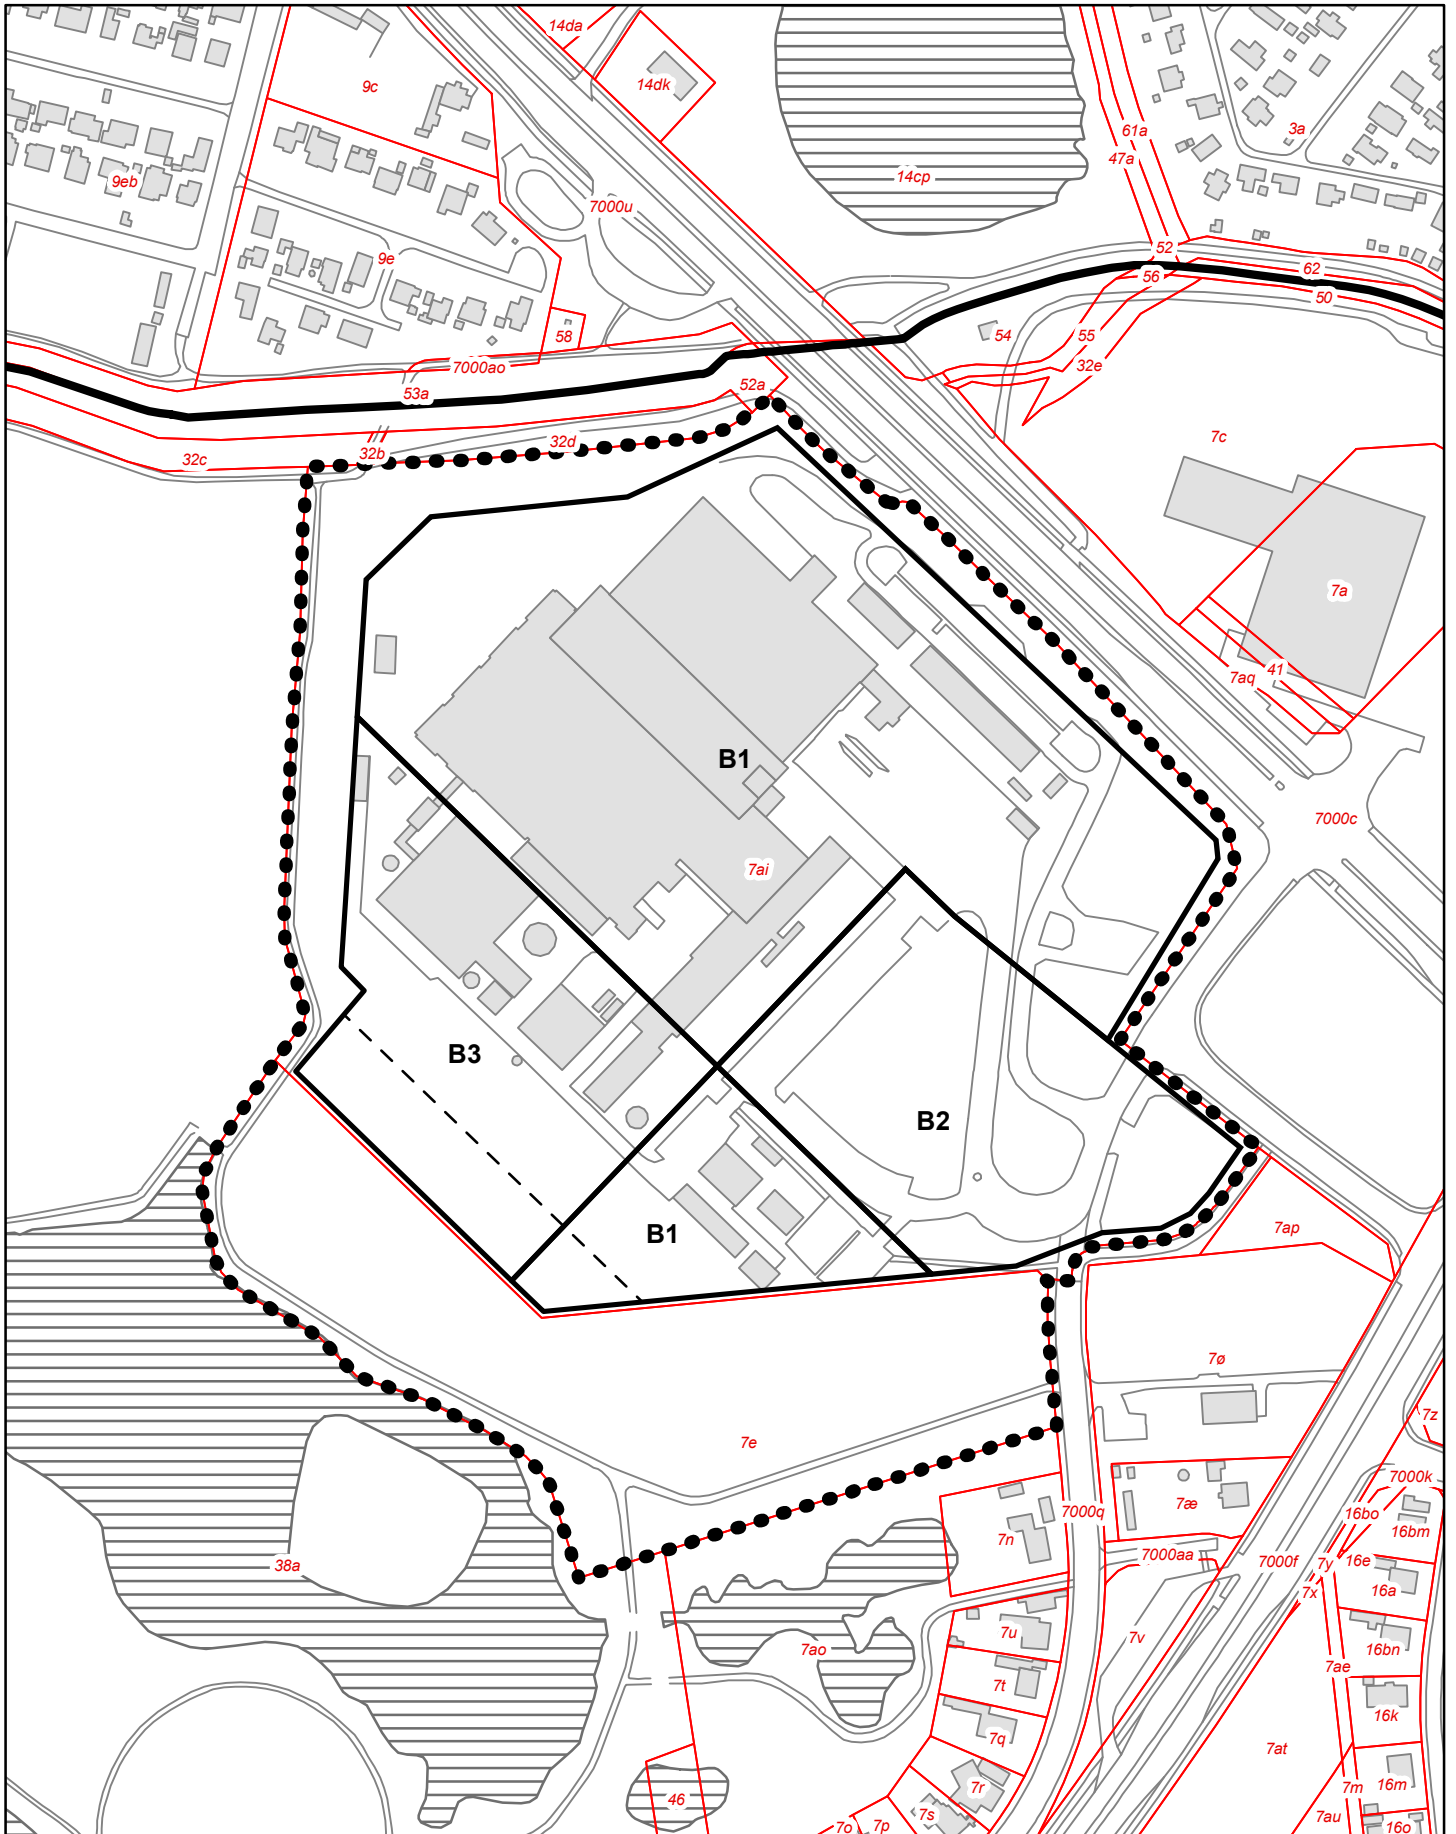 14da
9c
14dk
61a
3a
47a
9eb
14cp
7000u
52
9e
56
62
50
58
54
55
7000ao
32e
52a
53a
7c
32d
32b
32c
7a
41
7aq
B1
7000c
7ai
B3
B2
B1
7ap
7ø
7z
7e
7000k
7æ
7000q
16bo
16bm
7n
7000aa
7000f
7y
16e
38a
7x
16a
7u
7v
7ao
16bn
7ae
7t
16k
7q
7at
7r
7m
16m
46
7s
7au
7o
7p
16o